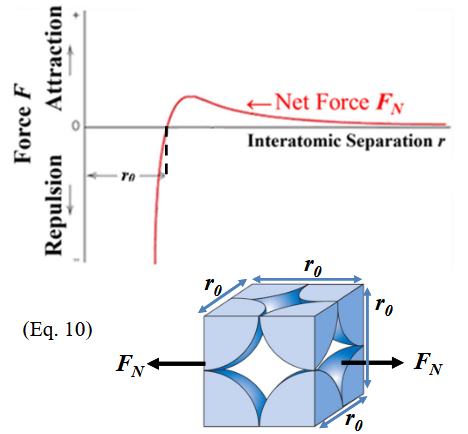 Force F
Attraction
Repulsion
+
0
–
← Net Force F_N
Interatomic Separation r
r₀
(Eq. 10)
r₀
r₀
r₀
r₀
F_N
F_N